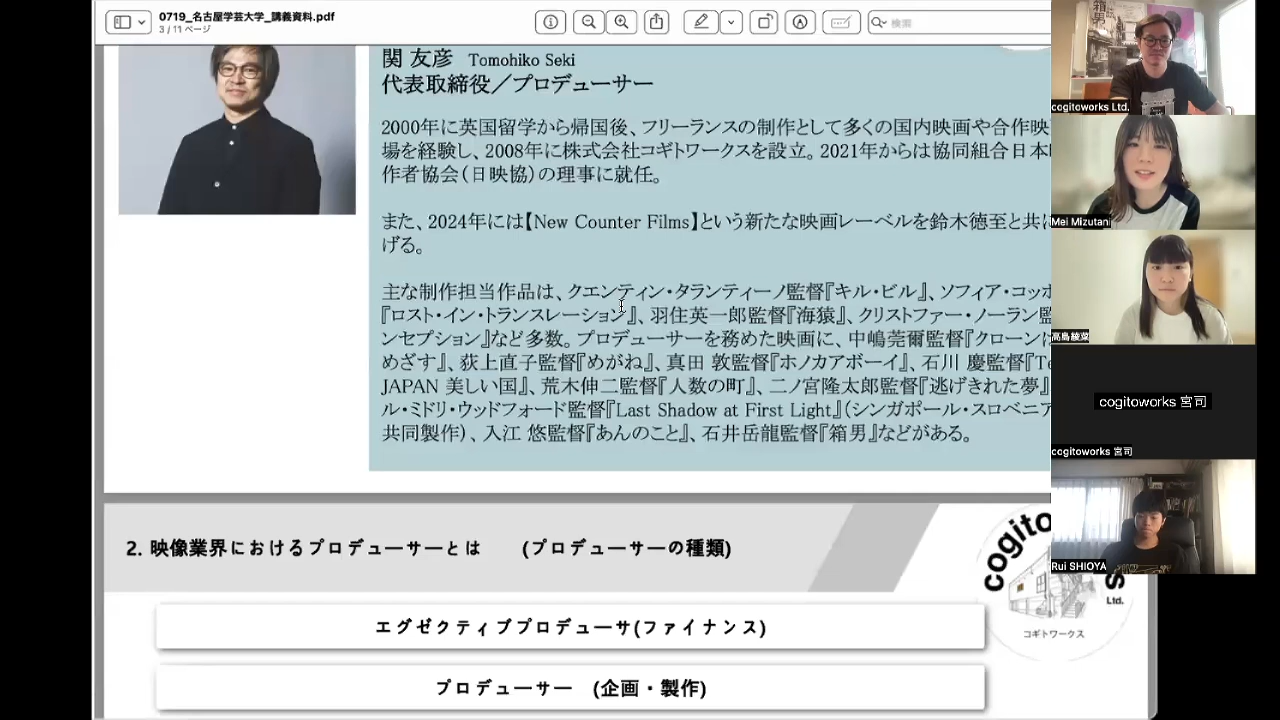 0719_名古屋学芸大学_講義資料.pdf
3 / 11 ページ
検索
関 友彦 Tomohiko Seki
代表取締役／プロデューサー
2000年に英国留学から帰国後、フリーランスの制作として多くの国内映画や合作映
場を経験し、2008年に株式会社コギトワークスを設立。2021年からは協同組合日本
作者協会（日映協）の理事に就任。
また、2024年には【New Counter Films】という新たな映画レーベルを鈴木徳至と共に
げる。
主な制作担当作品は、クエンティン・タランティーノ監督『キル・ビル』、ソフィア・コッポ
『ロスト・イン・トランスレーション』、羽住英一郎監督『海猿』、クリストファー・ノーラン監
ンセプション』など多数。プロデューサーを務めた映画に、中嶋莞爾監督『クローンは
めざす』、荻上直子監督『めがね』、真田 敦監督『ホノカアボーイ』、石川 慶監督『Te
JAPAN 美しい国』、荒木伸二監督『人数の町』、二ノ宮隆太郎監督『逃げきれた夢』
ル・ミドリ・ウッドフォード監督『Last Shadow at First Light』（シンガポール・スロベニア
共同製作）、入江 悠監督『あんのこと』、石井岳龍監督『箱男』などがある。
2. 映像業界におけるプロデューサーとは (プロデューサーの種類)
エグゼクティブプロデューサ(ファイナンス)
プロデューサー (企画・製作)
cogito
s
Ltd.
コギトワークス
箱男
cogitoworks Ltd.
Mei Mizutani
高島綾菜
cogitoworks 宮司
cogitoworks 宮司
Rui SHIOYA